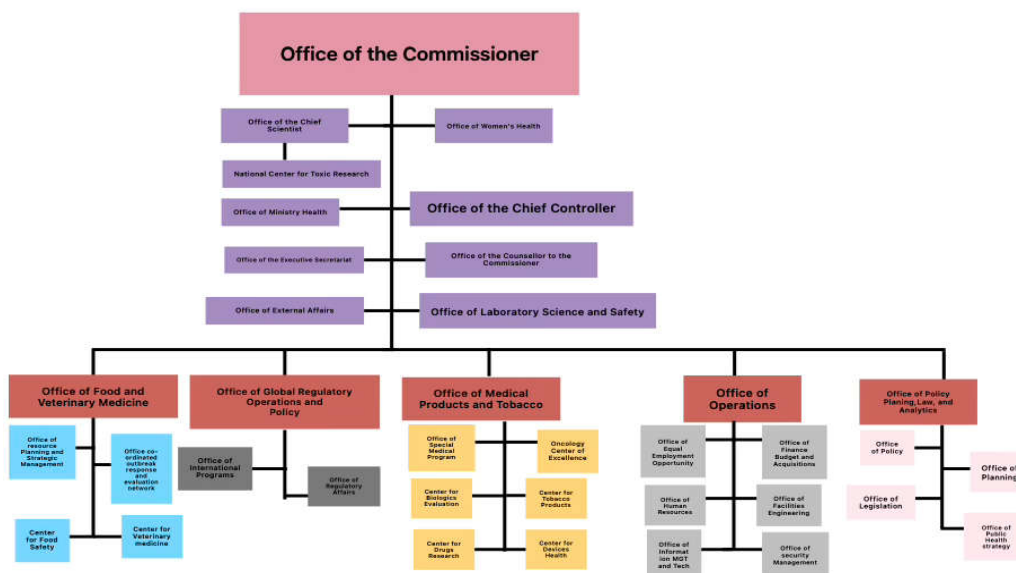 Office of the Commissioner
Office of the Chief
Scientist
Office of Women's Health
National Center for Toxic Research
Office of Ministry Health
Office of the Chief Controller
Office of the Executive Secretariat
Office of the Counsellor to the
Commissioner
Office of External Affairs
Office of Laboratory Science and Safety
Office of Food and
Veterinary Medicine
Office of Global Regulatory
Operations and
Policy
Office of Medical
Products and Tobacco
Office of
Operations
Office of Policy
Planing,Law, and
Analytics
Office of
resource
Planning and
Strategic
Management
Office co-
ordinated
outbreak
response
and
evaluation
network
Center
for Food
Safety
Center for
Veterinary
medicine
Office of
International
Programs
Office of
Regulatory
Affairs
Office of
Special
Medical
Program
Oncology
Center of
Excellence
Center for
Biologics
Evaluation
Center for
Tobacco
Products
Center for
Drugs
Research
Center for
Devices
Health
Office of
Equal
Employment
Opportunity
Office of
Finance
Budget and
Acquisitions
Office of
Human
Resources
Office of
Facilities
Engineering
Office of
Informat
ion MGT
and Tech
Office of
security
Management
Office
of Policy
Office of
Planning
Office of
Legislation
Office of
Public
Health
strategy